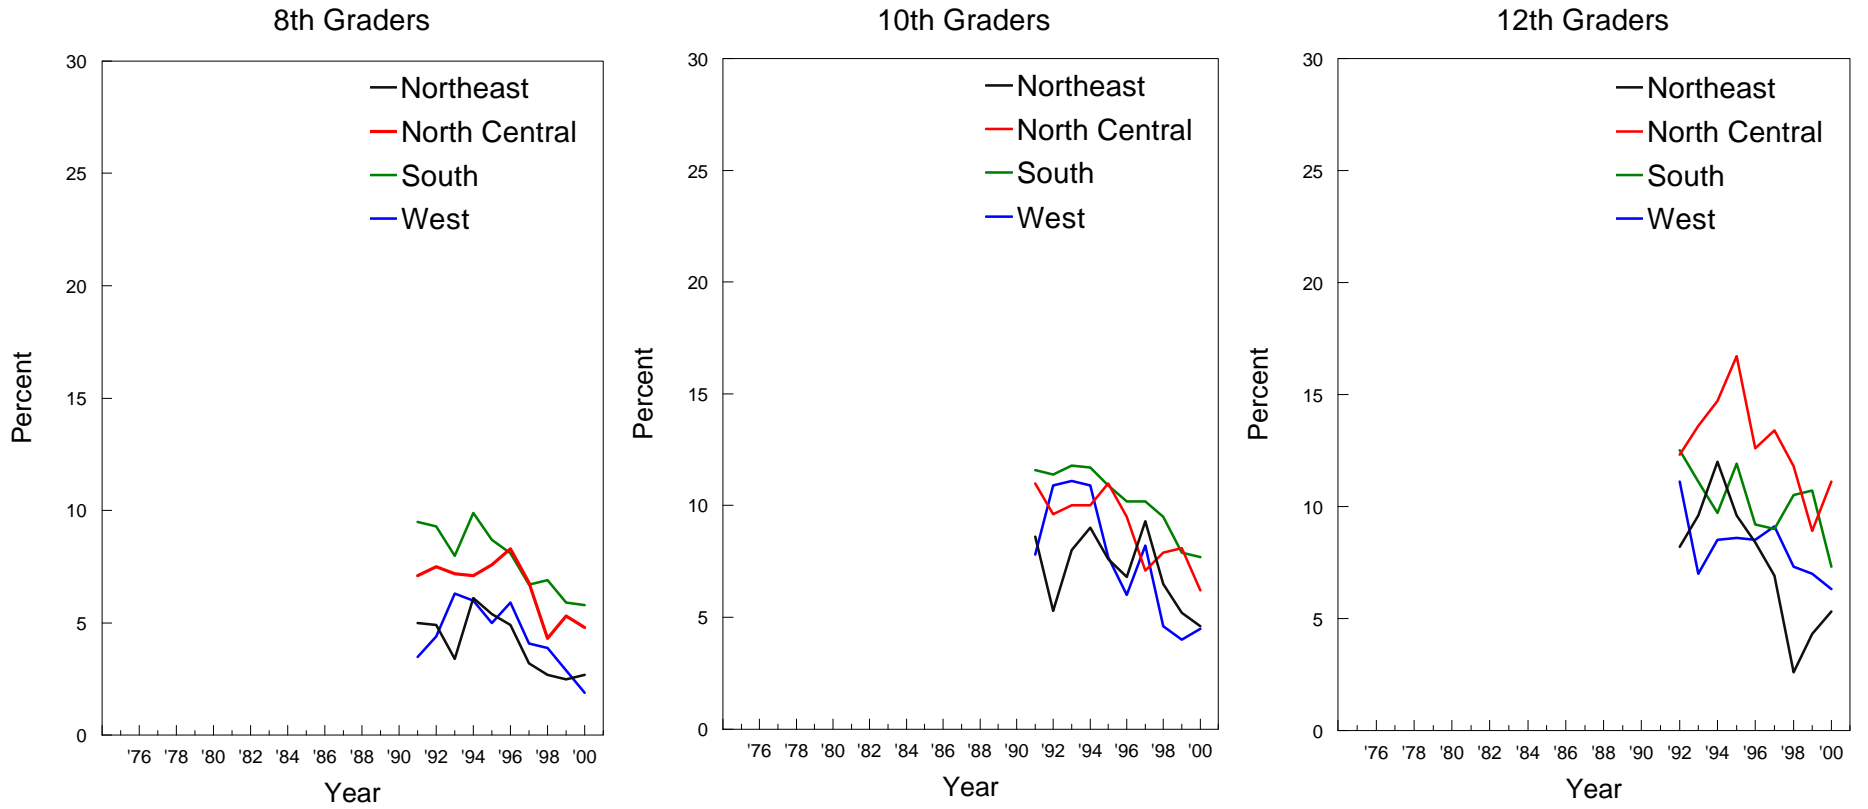 8th Graders
30
25
20
15
10
5
0
Percent
Northeast
North Central
South
West
'76 '78 '80 '82 '84 '86 '88 '90 '92 '94 '96 '98 '00
Year
10th Graders
30
25
20
15
10
5
0
Percent
Northeast
North Central
South
West
'76 '78 '80 '82 '84 '86 '88 '90 '92 '94 '96 '98 '00
Year
12th Graders
30
25
20
15
10
5
0
Percent
Northeast
North Central
South
West
'76 '78 '80 '82 '84 '86 '88 '90 '92 '94 '96 '98 '00
Year